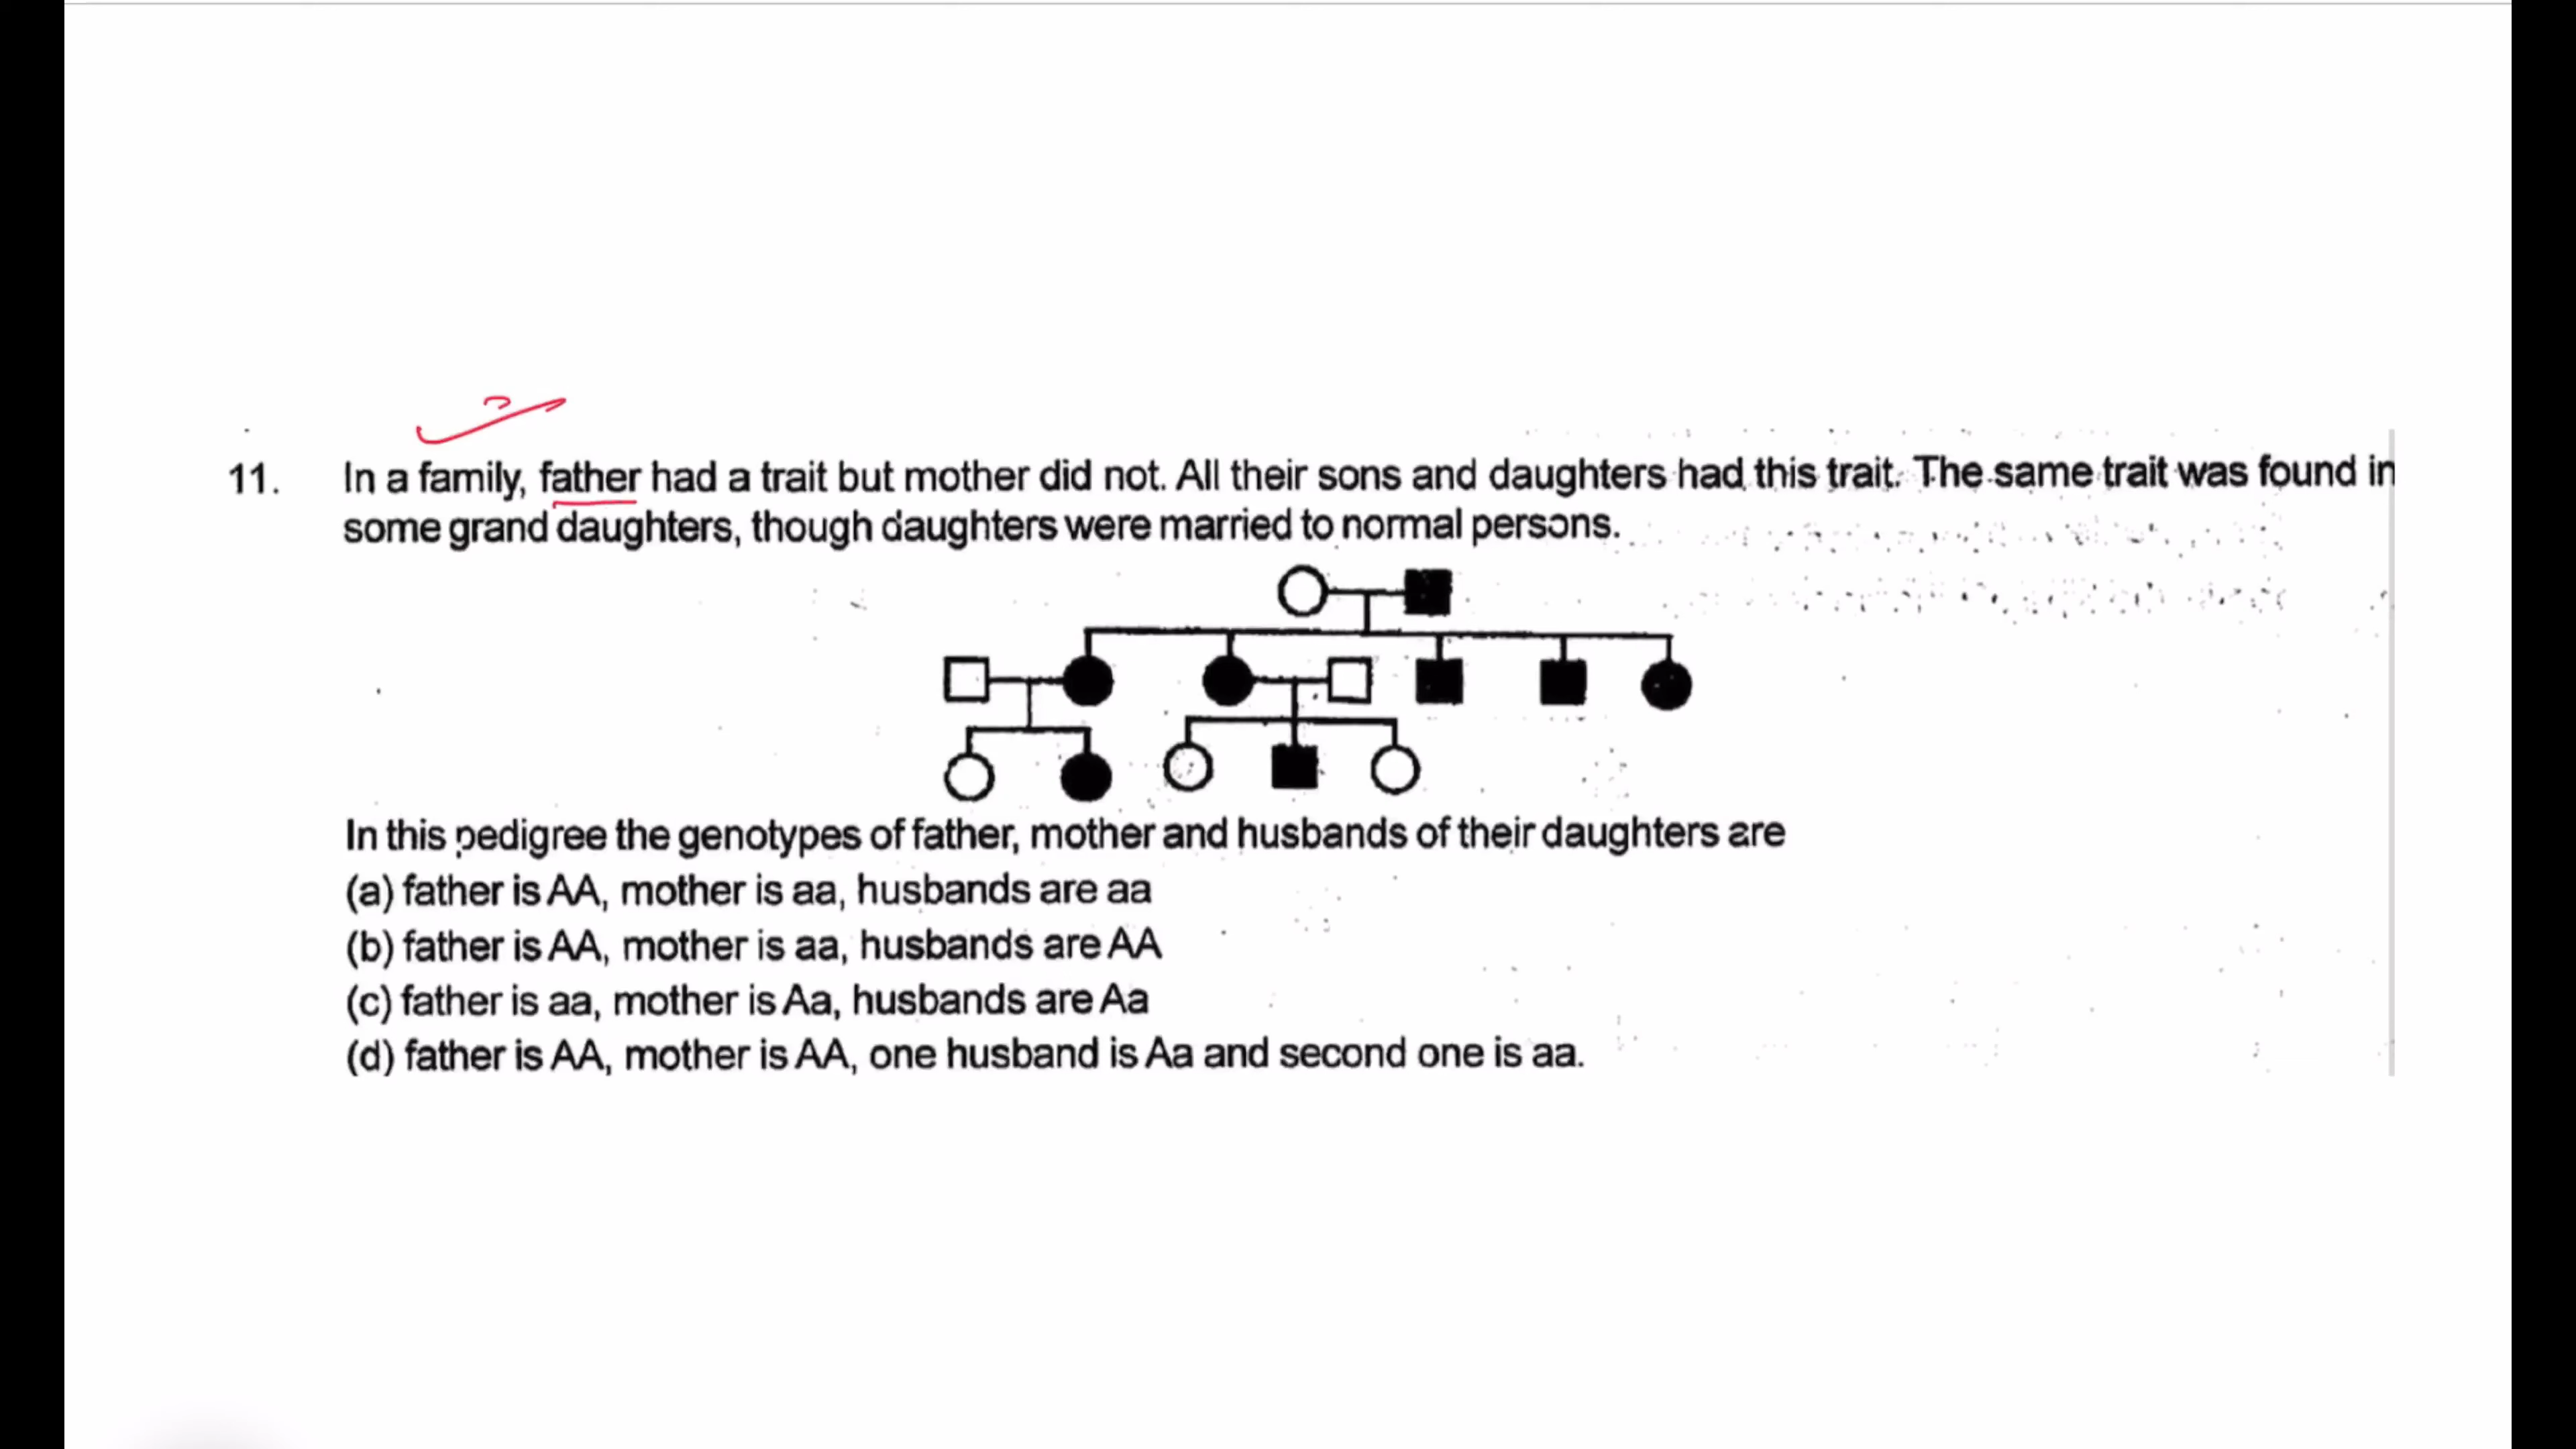 11. In a family, father had a trait but mother did not. All their sons and daughters had this trait. The same trait was found in
some grand daughters, though daughters were married to normal persons.
In this pedigree the genotypes of father, mother and husbands of their daughters are
(a) father is AA, mother is aa, husbands are aa
(b) father is AA, mother is aa, husbands are AA
(c) father is aa, mother is Aa, husbands are Aa
(d) father is AA, mother is AA, one husband is Aa and second one is aa.